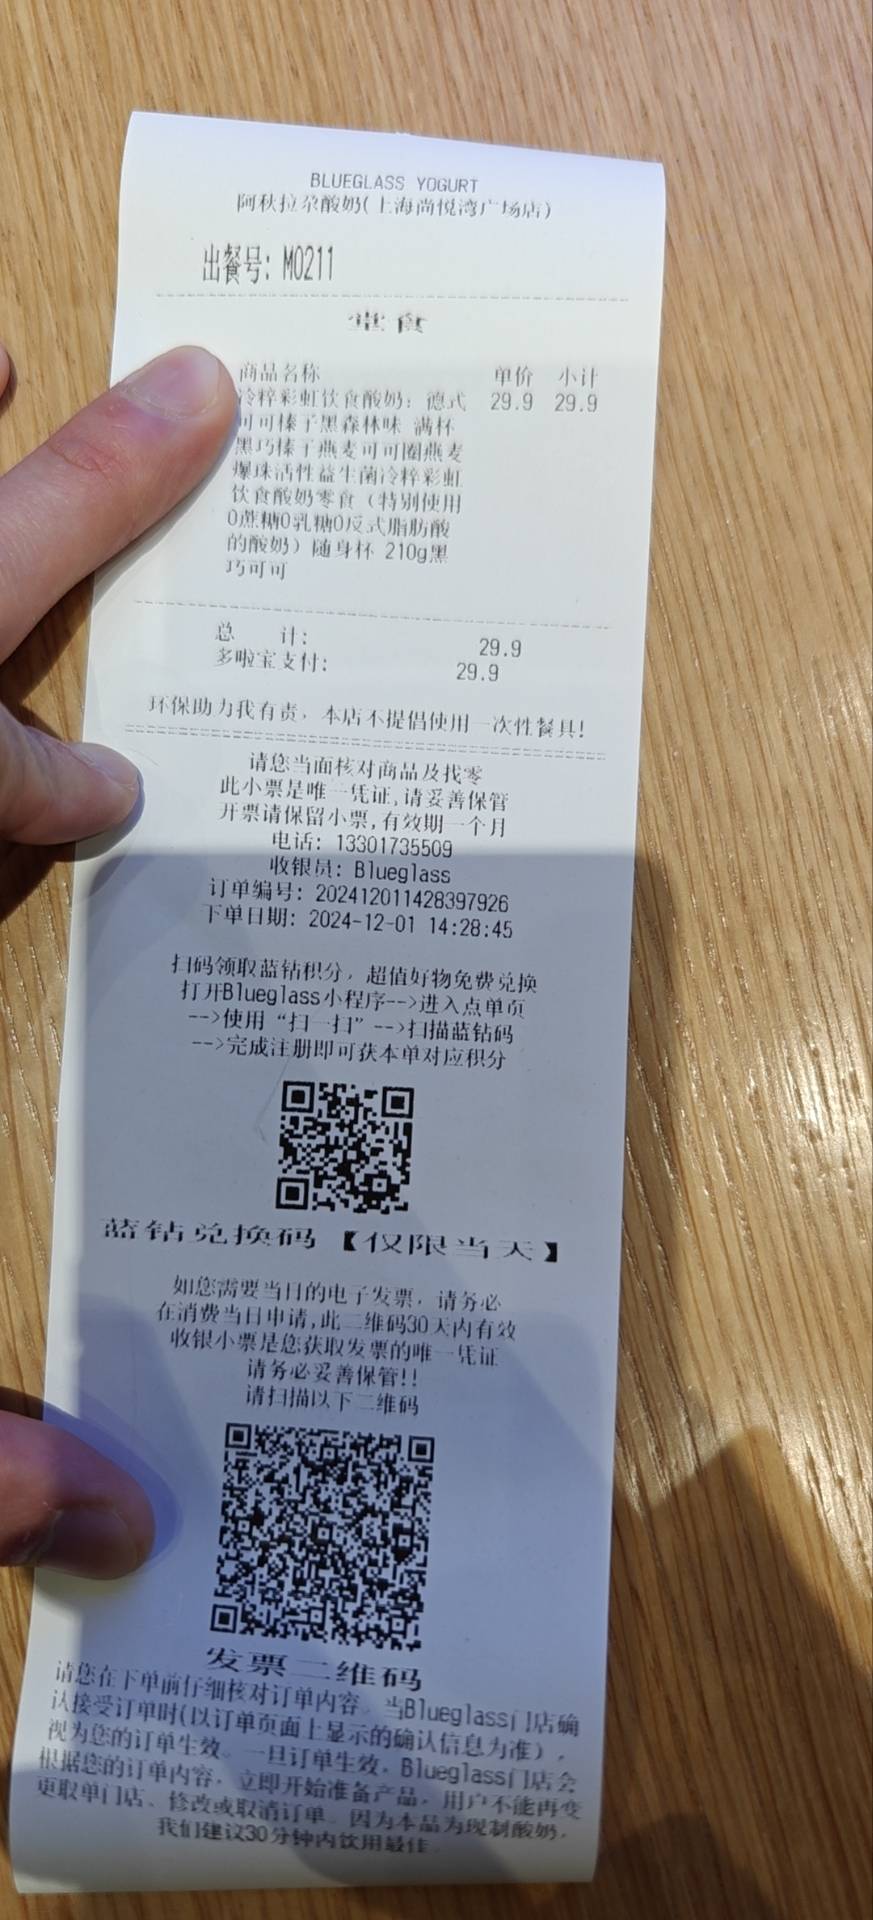 BLUEGLASS YOGURT
阿秋拉尕酸奶(上海尚悦湾广场店)
出餐号: M0211
堂食
商品名称 单价 小计
冷粹彩虹饮食酸奶: 德式 29.9 29.9
可可榛子黑森林味 满杯
黑巧榛子燕麦可可圈燕麦
爆珠活性益生菌冷粹彩虹
饮食酸奶零食（特别使用
0蔗糖0乳糖0反式脂肪酸
的酸奶）随身杯 210g黑
巧可可
总 计: 29.9
多啦宝支付: 29.9
环保助力我有责，本店不提倡使用一次性餐具!
请您当面核对商品及找零
此小票是唯一凭证,请妥善保管
开票请保留小票,有效期一个月
电话: 13301735509
收银员: Blueglass
订单编号: 202412011428397926
下单日期: 2024-12-01 14:28:45
扫码领取蓝钻积分，超值好物免费兑换
打开Blueglass小程序-->进入点单页
-->使用“扫一扫”-->扫描蓝钻码
-->完成注册即可获本单对应积分
蓝钻兑换码【仅限当天】
如您需要当日的电子发票，请务必
在消费当日申请,此二维码30天内有效
收银小票是您获取发票的唯一凭证
请务必妥善保管!!
请扫描以下二维码
发票二维码
请您在下单前仔细核对订单内容。当Blueglass门店确
认接受订单时(以订单页面上显示的确认信息为准)，
视为您的订单生效。一旦订单生效，Blueglass门店会
根据您的订单内容，立即开始准备产品，用户不能再变
更取单门店、修改或取消订单。因为本品为现制酸奶，
我们建议30分钟内饮用最佳。